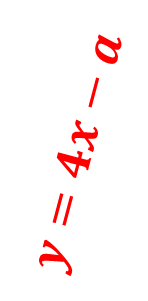 y = 4x − a